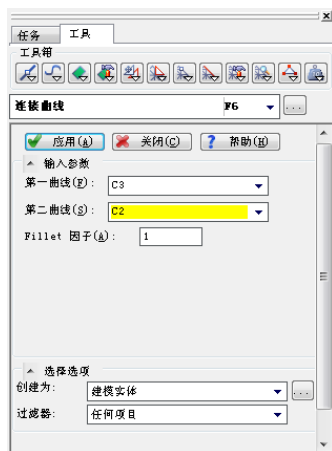 任务 工具
工具箱
连接曲线 F6 ...
应用(A) 关闭(C) ? 帮助(H)
输入参数
第一曲线(F): C3
第二曲线(S): C2
Fillet 因子(A): 1
选择选项
创建为: 建模实体 ...
过滤器: 任何项目